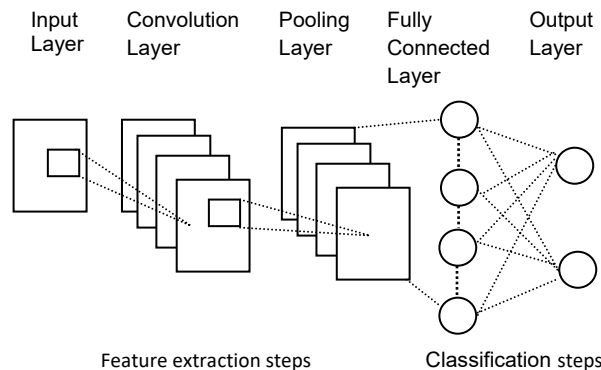 Input
Layer
Convolution
Layer
Pooling
Layer
Fully
Connected
Layer
Output
Layer
Feature extraction steps
Classification steps